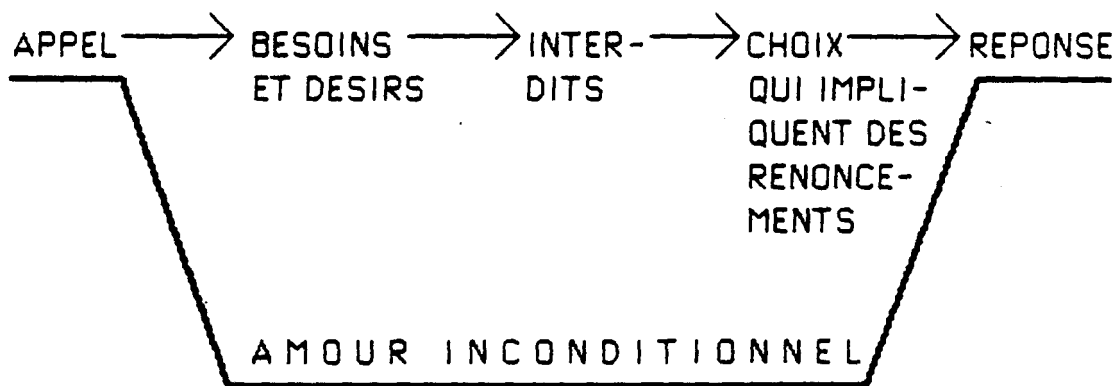 APPEL BESOINS INTER- CHOIX REPONSE
ET DESIRS DITS QUI IMPLI-
QUENT DES
RENONCE-
MENTS
AMOUR INCONDITIONNEL